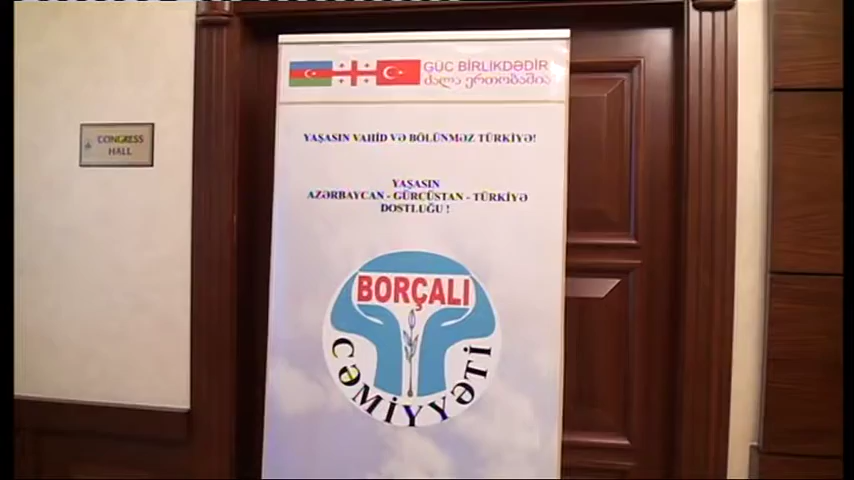 CONGRESS
HALL
GÜC BİRLİKDƏDİR
ძალა ერთობაშია
YAŞASIN VAHİD VƏ BÖLÜNMƏZ TÜRKİYƏ!
YAŞASIN
AZƏRBAYCAN - GÜRCÜSTAN - TÜRKİYƏ
DOSTLUĞU !
BORÇALI
CƏMİYYƏTİ